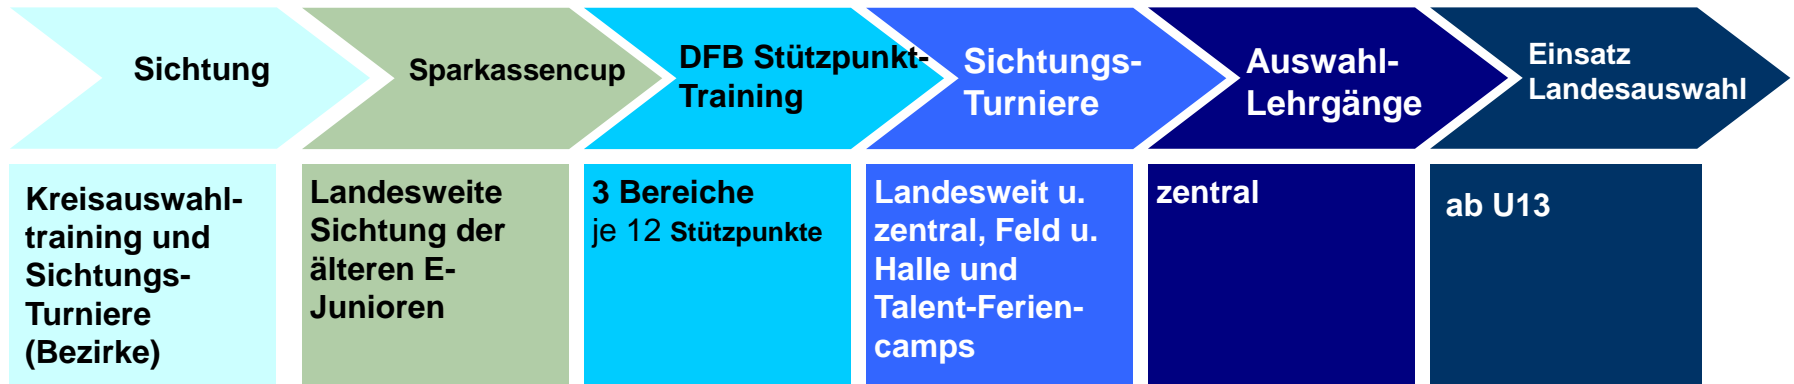 Sichtung
Sparkassencup
DFB Stützpunkt-
Training
Sichtungs-
Turniere
Auswahl-
Lehrgänge
Einsatz
Landesauswahl
Kreisauswahl-
training und
Sichtungs-
Turniere
(Bezirke)
Landesweite
Sichtung der
älteren E-
Junioren
3 Bereiche
je 12 Stützpunkte
Landesweit u.
zentral, Feld u.
Halle und
Talent-Ferien-
camps
zentral
ab U13